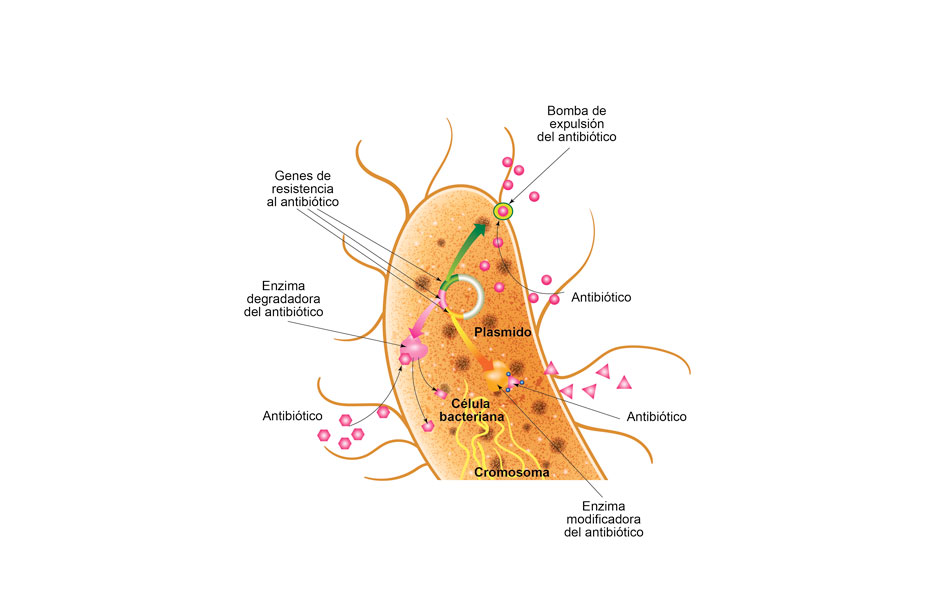 Bomba de
expulsión
del antibiótico
Genes de
resistencia
al antibiótico
Enzima
degradadora
del antibiótico
Antibiótico
Plasmido
Célula
bacteriana
Antibiótico
Antibiótico
Cromosoma
Enzima
modificadora
del antibiótico